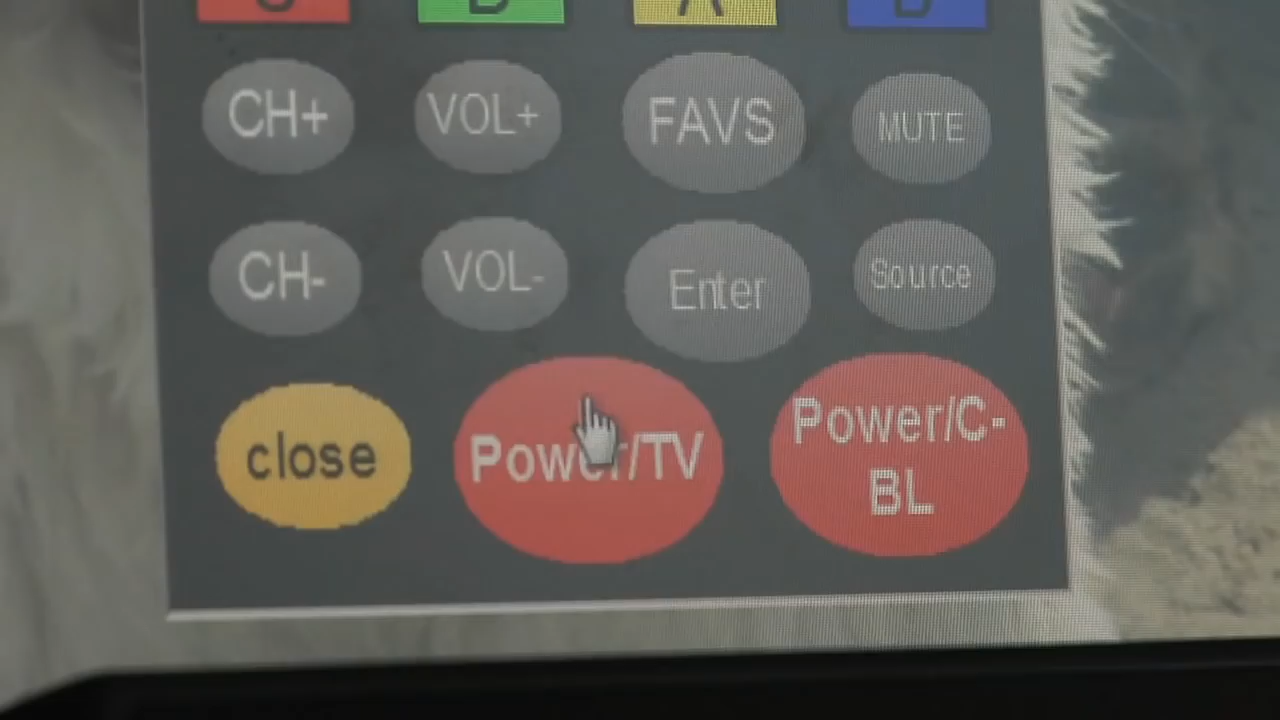 CH+ VOL+ FAVS MUTE
CH- VOL- Enter Source
close Power/TV Power/C-
BL